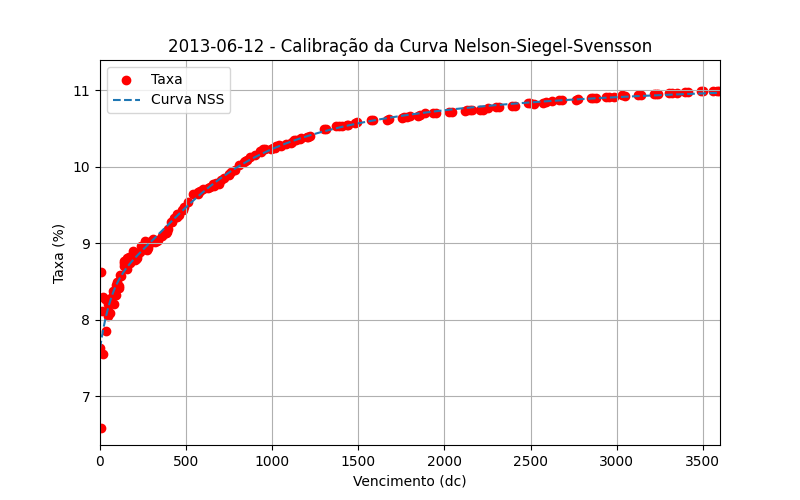 2013-06-12 - Calibração da Curva Nelson-Siegel-Svensson
Taxa
Curva NSS
Taxa (%)
11
10
9
8
7
0 500 1000 1500 2000 2500 3000 3500
Vencimento (dc)